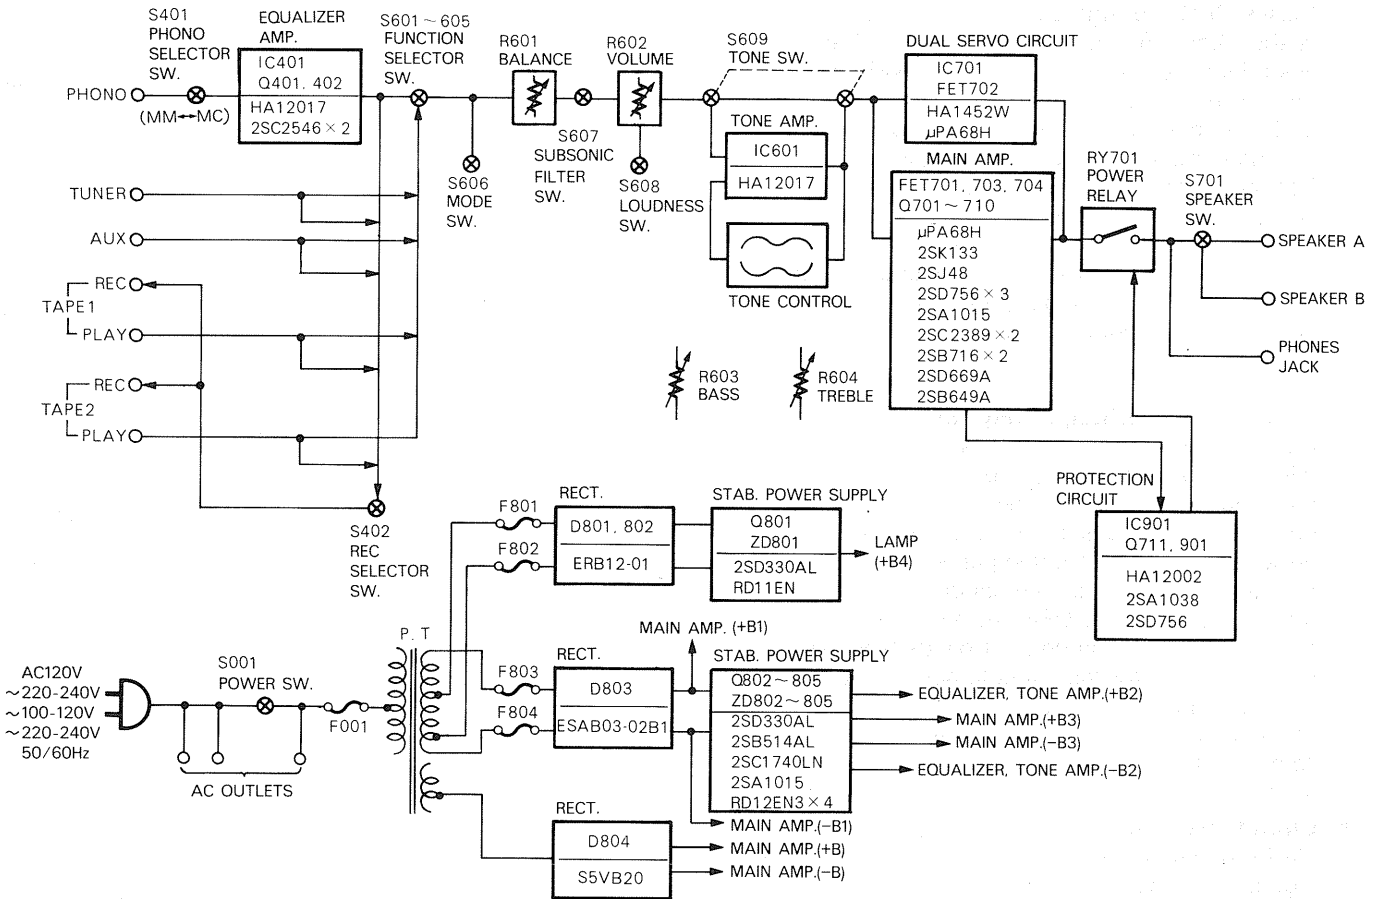 S401
PHONO
SELECTOR
SW.
EQUALIZER
AMP.
IC401
Q401, 402
HA12017
2SC2546 × 2
PHONO
(MM↔MC)
S601 ~ 605
FUNCTION
SELECTOR
SW.
R601
BALANCE
R602
VOLUME
S609
TONE SW.
DUAL SERVO CIRCUIT
IC701
FET702
HA1452W
μPA68H
S606
MODE
SW.
S607
SUBSONIC
FILTER
SW.
S608
LOUDNESS
SW.
TONE AMP.
IC601
HA12017
TONE CONTROL
MAIN AMP.
FET701, 703, 704
Q701 ~ 710
μPA68H
2SK133
2SJ48
2SD756 × 3
2SA1015
2SC2389 × 2
2SB716 × 2
2SD669A
2SB649A
RY701
POWER
RELAY
S701
SPEAKER
SW.
SPEAKER A
SPEAKER B
PHONES
JACK
TUNER
AUX
REC
TAPE1
PLAY
REC
TAPE2
PLAY
R603
BASS
R604
TREBLE
S402
REC
SELECTOR
SW.
PROTECTION
CIRCUIT
IC901
Q711, 901
HA12002
2SA1038
2SD756
F801
F802
RECT.
D801, 802
ERB12-01
STAB. POWER SUPPLY
Q801
ZD801
2SD330AL
RD11EN
LAMP
(+B4)
P. T
MAIN AMP. (+B1)
F803
F804
RECT.
D803
ESAB03-02B1
STAB. POWER SUPPLY
Q802 ~ 805
ZD802 ~ 805
2SD330AL
2SB514AL
2SC1740LN
2SA1015
RD12EN3 × 4
EQUALIZER, TONE AMP.(+B2)
MAIN AMP.(+B3)
MAIN AMP.(−B3)
EQUALIZER, TONE AMP.(−B2)
MAIN AMP.(−B1)
AC120V
~220-240V
~100-120V
~220-240V
50/60Hz
S001
POWER SW.
F001
AC OUTLETS
RECT.
D804
S5VB20
MAIN AMP.(+B)
MAIN AMP.(−B)